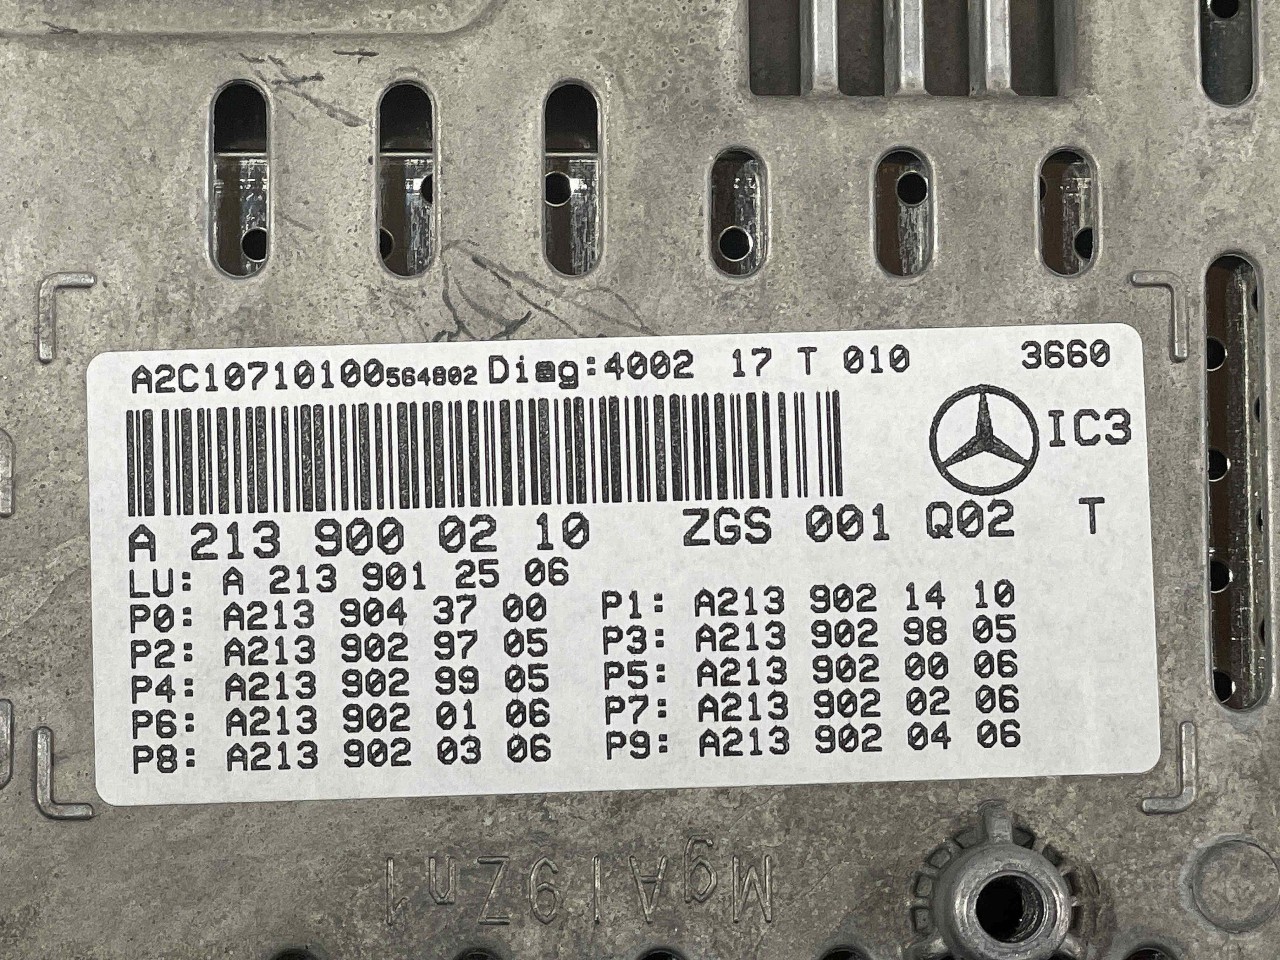 A2C10710100564802 Diag:4002 17 T 010 3660
IC3
A 213 900 02 10 ZGS 001 Q02 T
LU: A 213 901 25 06
P0: A213 904 37 00 P1: A213 902 14 10
P2: A213 902 97 05 P3: A213 902 98 05
P4: A213 902 99 05 P5: A213 902 00 06
P6: A213 902 01 06 P7: A213 902 02 06
P8: A213 902 03 06 P9: A213 902 04 06
MgAl9Zn1